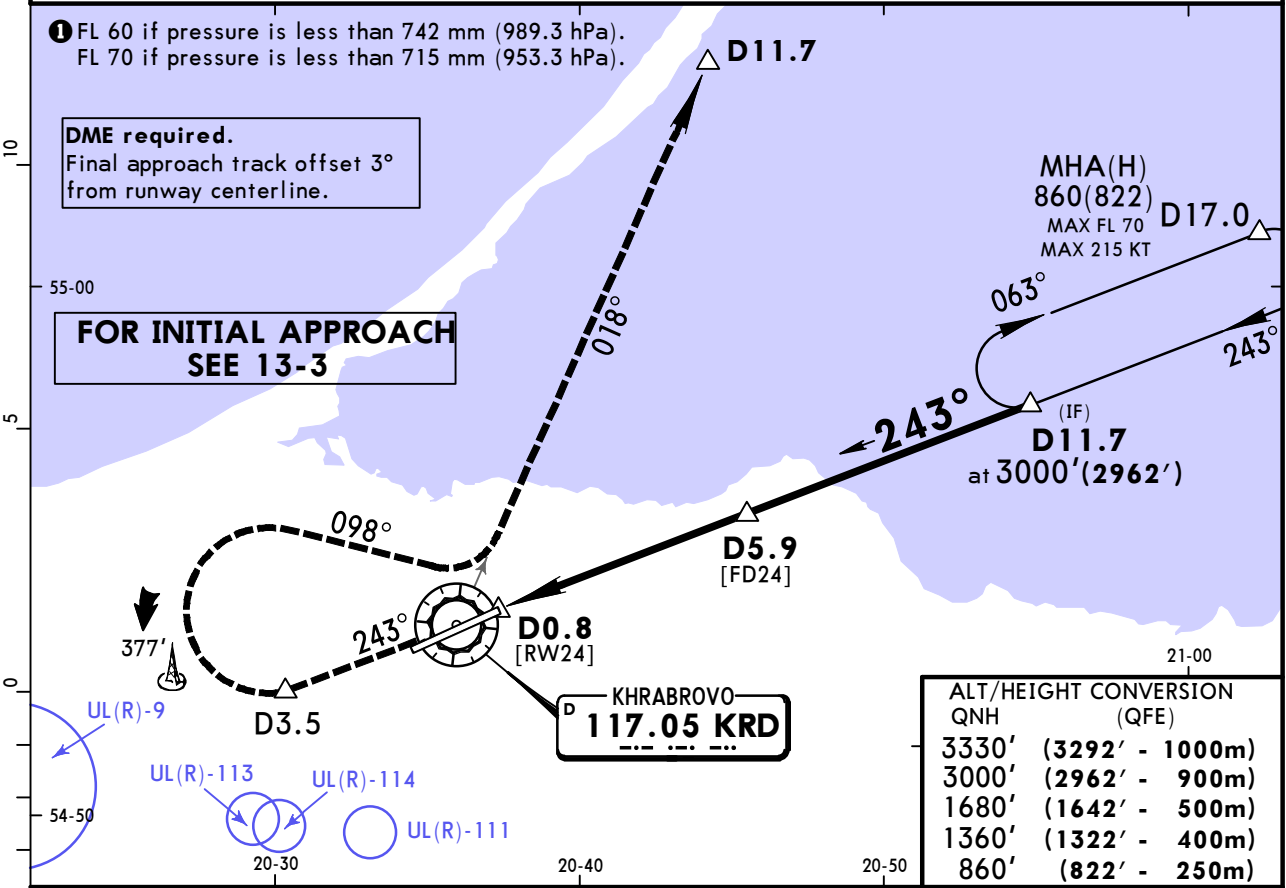 ❶ FL 60 if pressure is less than 742 mm (989.3 hPa).
FL 70 if pressure is less than 715 mm (953.3 hPa).
D11.7
DME required.
Final approach track offset 3°
from runway centerline.
10
MHA(H)
860(822)
MAX FL 70
MAX 215 KT
D17.0
55-00
063°
FOR INITIAL APPROACH
SEE 13-3
018°
243°
243°
(IF)
D11.7
at 3000'(2962')
5
098°
D5.9
[FD24]
243°
D0.8
[RW24]
377'
21-00
0
D3.5
UL(R)-9
KHRABROVO
D 117.05 KRD
UL(R)-113
UL(R)-114
UL(R)-111
54-50
20-30
20-40
20-50
ALT/HEIGHT CONVERSION
QNH (QFE)
3330' (3292' - 1000m)
3000' (2962' - 900m)
1680' (1642' - 500m)
1360' (1322' - 400m)
860' (822' - 250m)